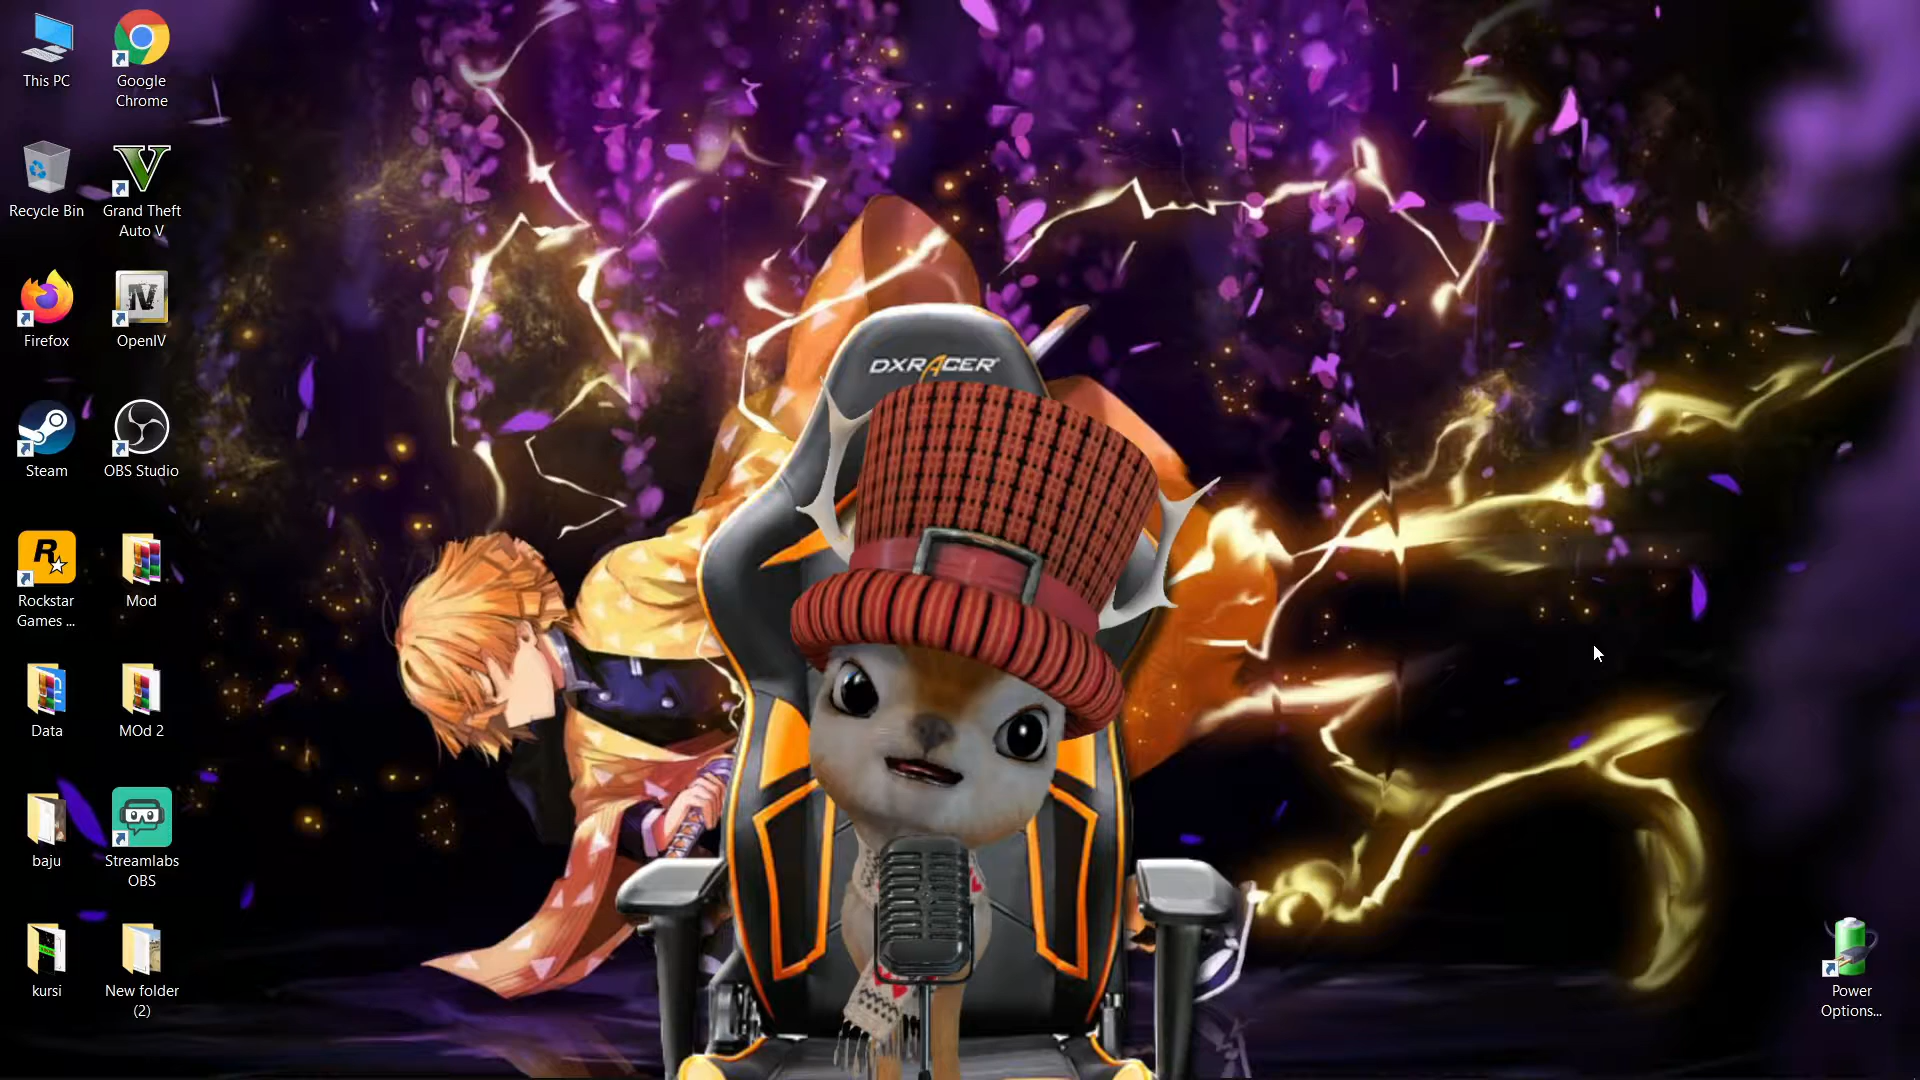 This PC
Google
Chrome
Recycle Bin
Grand Theft
Auto V
Firefox
OpenIV
Steam
OBS Studio
Rockstar
Games ...
Mod
Data
MOd 2
baju
Streamlabs
OBS
kursi
New folder
(2)
DXRACER
Power
Options...